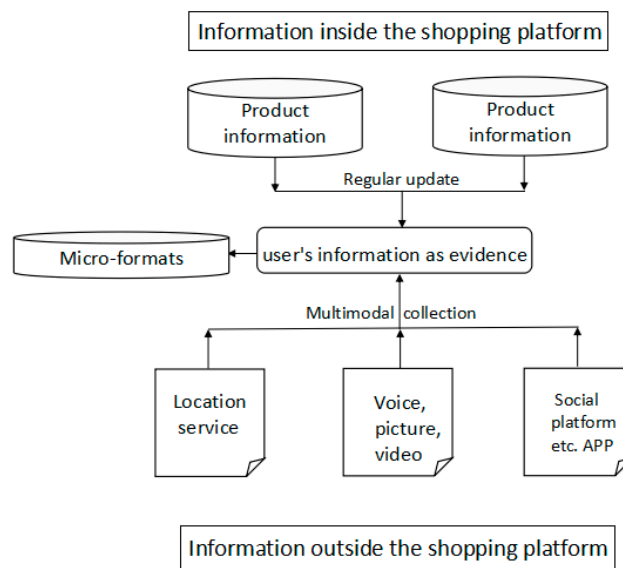 Information inside the shopping platform
Product
information
Product
information
Regular update
user's information as evidence
Micro-formats
Multimodal collection
Location
service
Voice,
picture,
video
Social
platform
etc. APP
Information outside the shopping platform